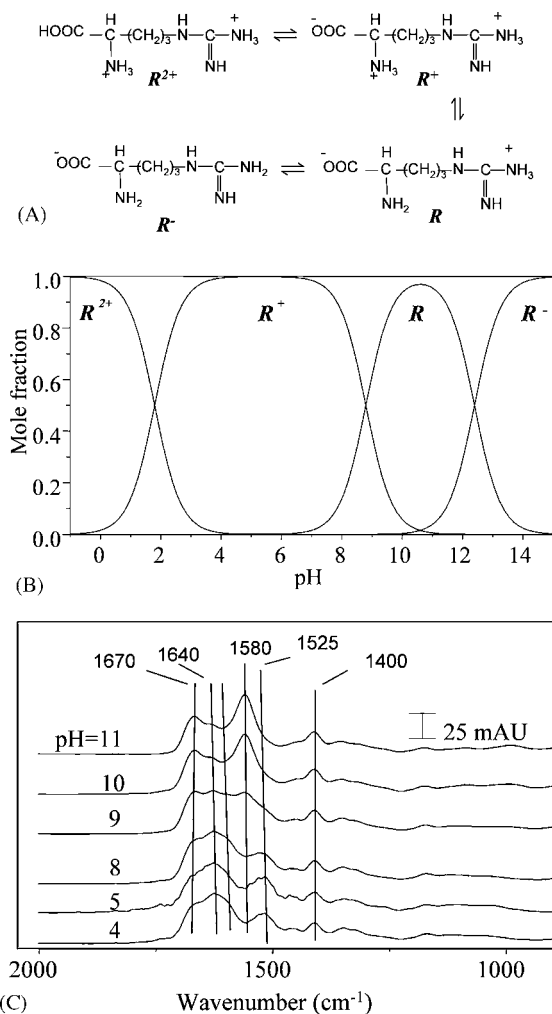 H H
HOOC—C—(CH2)3—N—C—NH3 +
NH3 + NH
R2+
⇌
H H
-OOC—C—(CH2)3—N—C—NH3 +
NH3 + NH
R+
⇌
H H
-OOC—C—(CH2)3—N—C—NH2
NH2 NH
R-
⇌
H H
-OOC—C—(CH2)3—N—C—NH3 +
NH2 NH
R
(A)
1.0
0.8
0.6
0.4
0.2
0.0
Mole fraction
R2+ R+ R R-
0 2 4 6 8 10 12 14
pH
(B)
1670 1640 1580 1525 1400
25 mAU
pH=11
10
9
8
5
4
2000 1500 1000
Wavenumber (cm-1)
(C)